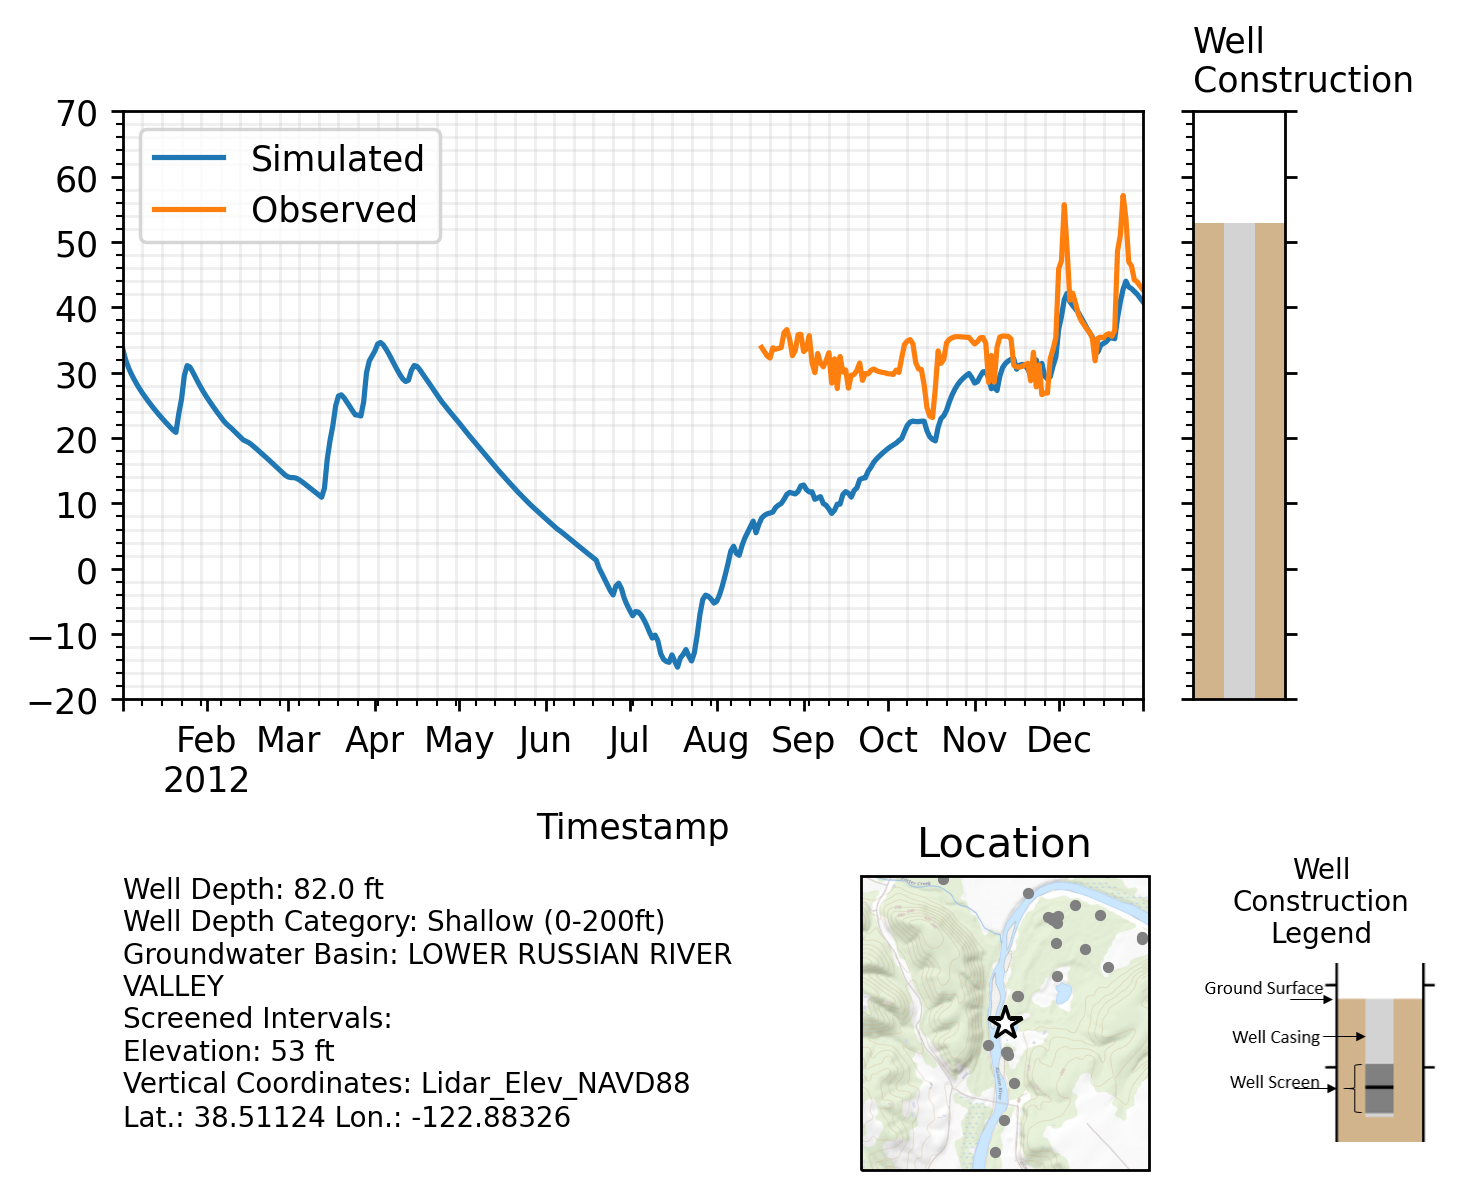 Well
Construction
70
60
50
40
30
20
10
0
−10
−20
Simulated
Observed
Feb Mar Apr May Jun Jul Aug Sep Oct Nov Dec
2012
Timestamp
Well Depth: 82.0 ft
Well Depth Category: Shallow (0-200ft)
Groundwater Basin: LOWER RUSSIAN RIVER
VALLEY
Screened Intervals:
Elevation: 53 ft
Vertical Coordinates: Lidar_Elev_NAVD88
Lat.: 38.51124 Lon.: -122.88326
Location
Well
Construction
Legend
Ground Surface
Well Casing
Well Screen